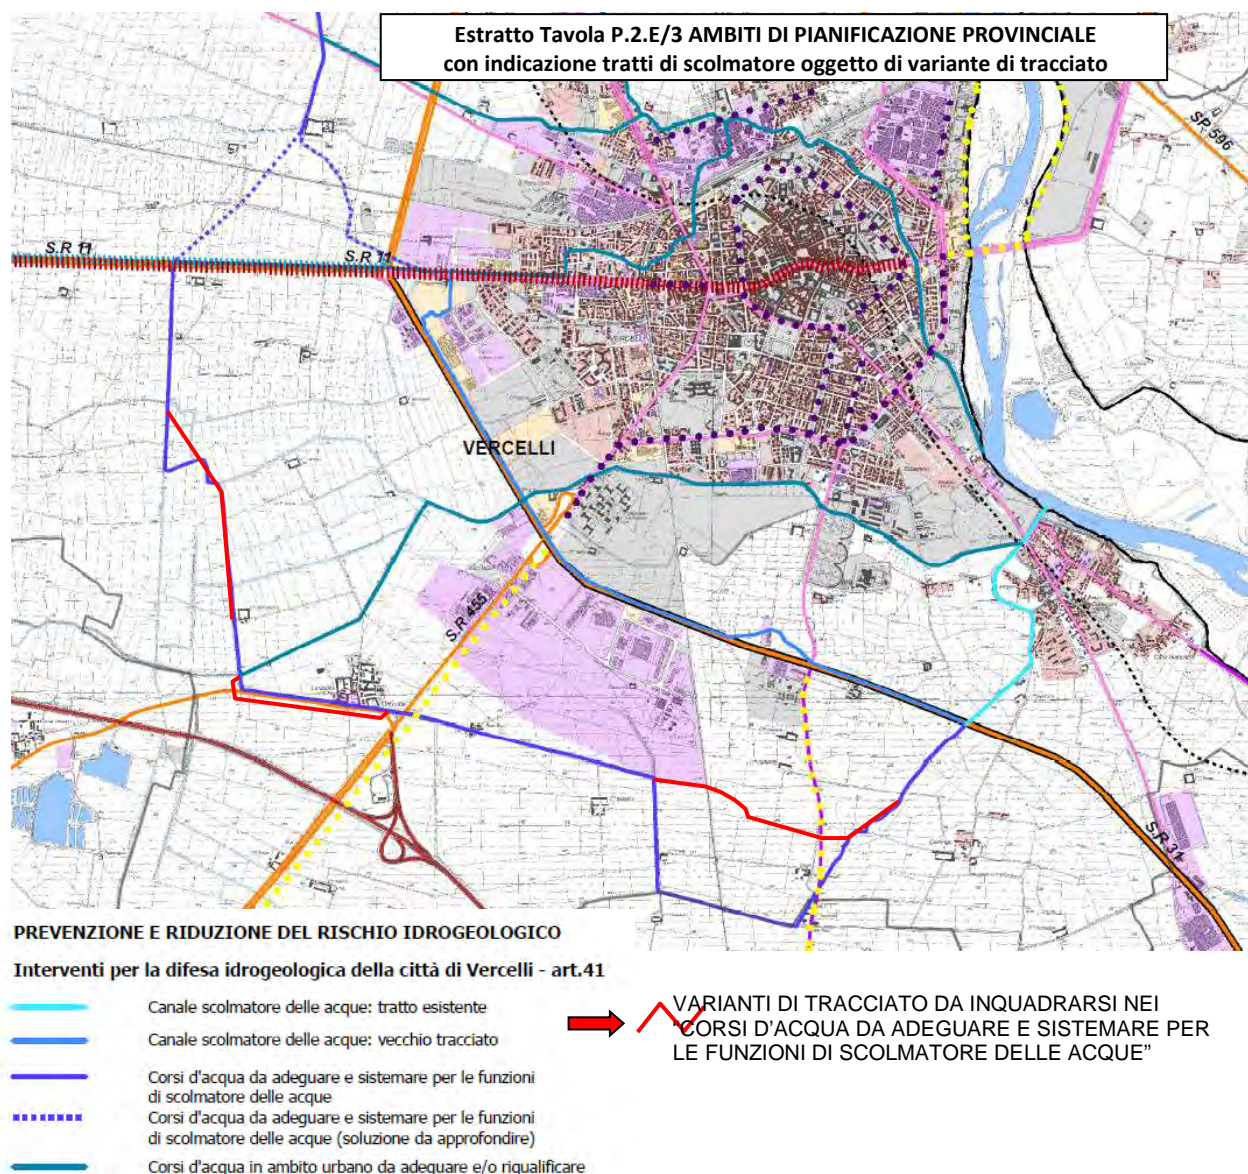 Estratto Tavola P.2.E/3 AMBITI DI PIANIFICAZIONE PROVINCIALE
con indicazione tratti di scolmatore oggetto di variante di tracciato
SR 596
S.R 11
S.R 11
VERCELLI
VERCELLI
S.R 455
S.R 31
PREVENZIONE E RIDUZIONE DEL RISCHIO IDROGEOLOGICO
Interventi per la difesa idrogeologica della città di Vercelli - art.41
Canale scolmatore delle acque: tratto esistente
Canale scolmatore delle acque: vecchio tracciato
Corsi d'acqua da adeguare e sistemare per le funzioni
di scolmatore delle acque
Corsi d'acqua da adeguare e sistemare per le funzioni
di scolmatore delle acque (soluzione da approfondire)
Corsi d'acqua in ambito urbano da adeguare e/o riqualificare
VARIANTI DI TRACCIATO DA INQUADRARSI NEI
“CORSI D’ACQUA DA ADEGUARE E SISTEMARE PER
LE FUNZIONI DI SCOLMATORE DELLE ACQUE”